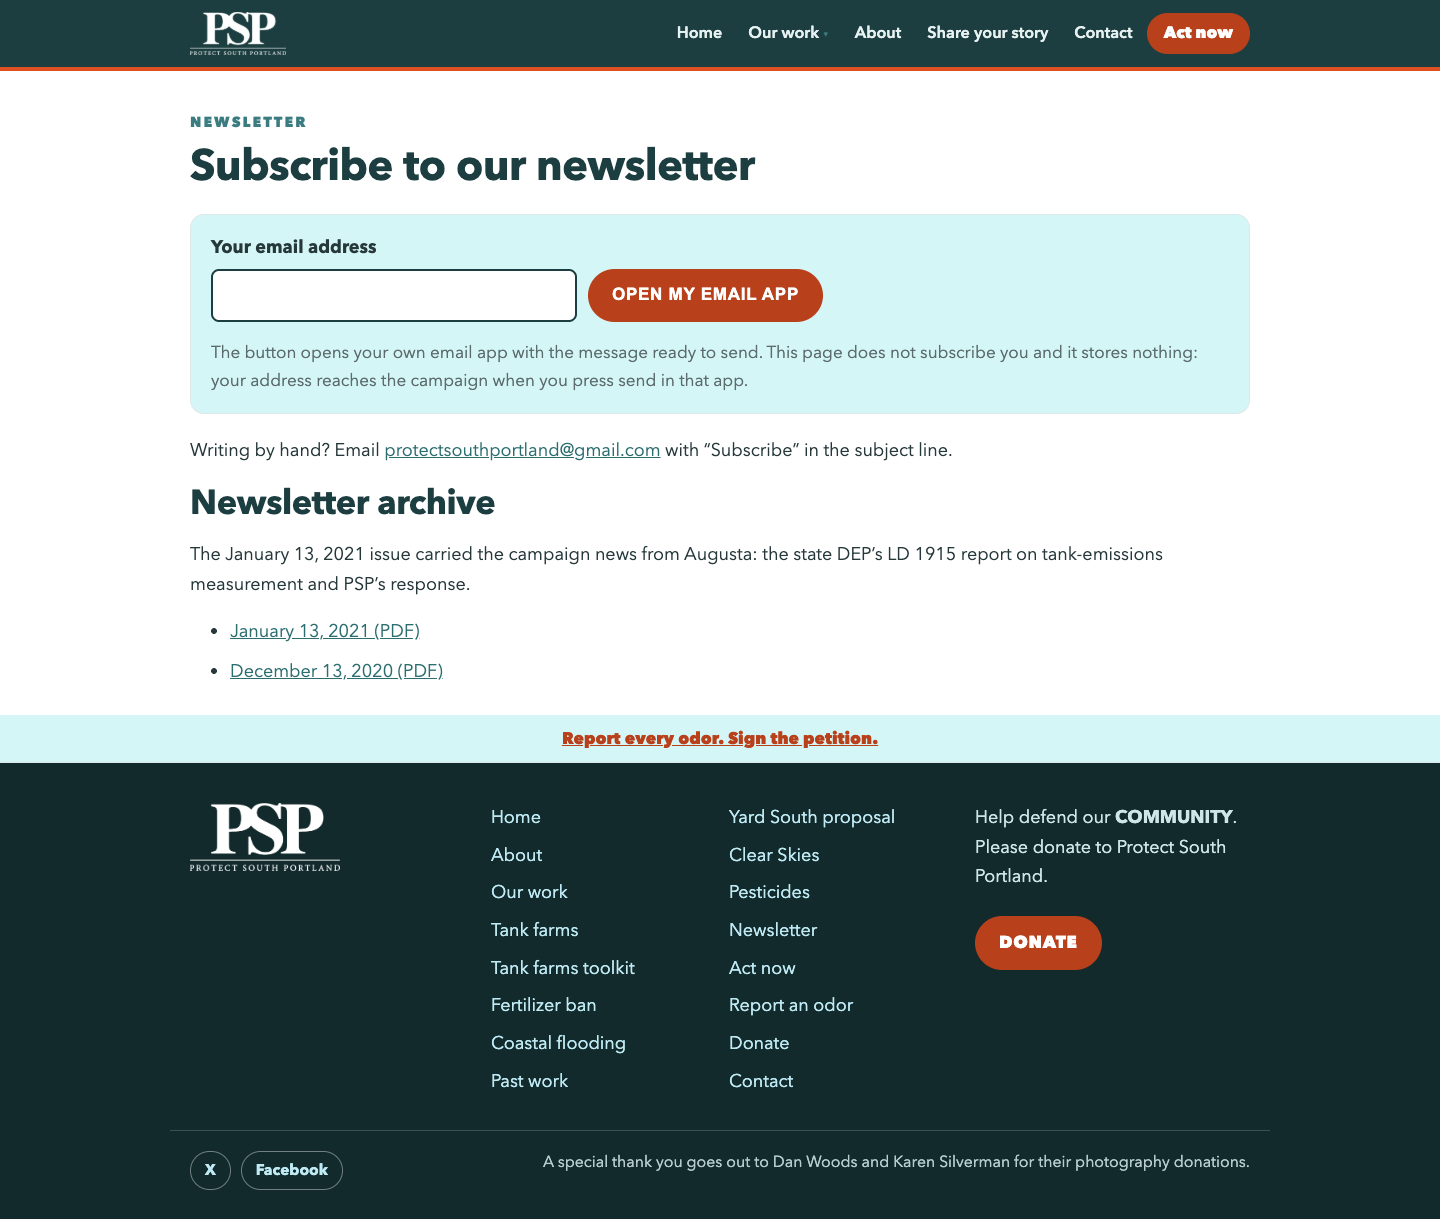 PSP
PROTECT SOUTH PORTLAND
Home
Our work
About
Share your story
Contact
Act now
NEWSLETTER
Subscribe to our newsletter
Your email address
OPEN MY EMAIL APP
The button opens your own email app with the message ready to send. This page does not subscribe you and it stores nothing:
your address reaches the campaign when you press send in that app.
Writing by hand? Email protectsouthportland@gmail.com with “Subscribe” in the subject line.
Newsletter archive
The January 13, 2021 issue carried the campaign news from Augusta: the state DEP’s LD 1915 report on tank-emissions
measurement and PSP’s response.
• January 13, 2021 (PDF)
• December 13, 2020 (PDF)
Report every odor. Sign the petition.
PSP
PROTECT SOUTH PORTLAND
Home
About
Our work
Tank farms
Tank farms toolkit
Fertilizer ban
Coastal flooding
Past work
Yard South proposal
Clear Skies
Pesticides
Newsletter
Act now
Report an odor
Donate
Contact
Help defend our COMMUNITY.
Please donate to Protect South
Portland.
DONATE
X
Facebook
A special thank you goes out to Dan Woods and Karen Silverman for their photography donations.